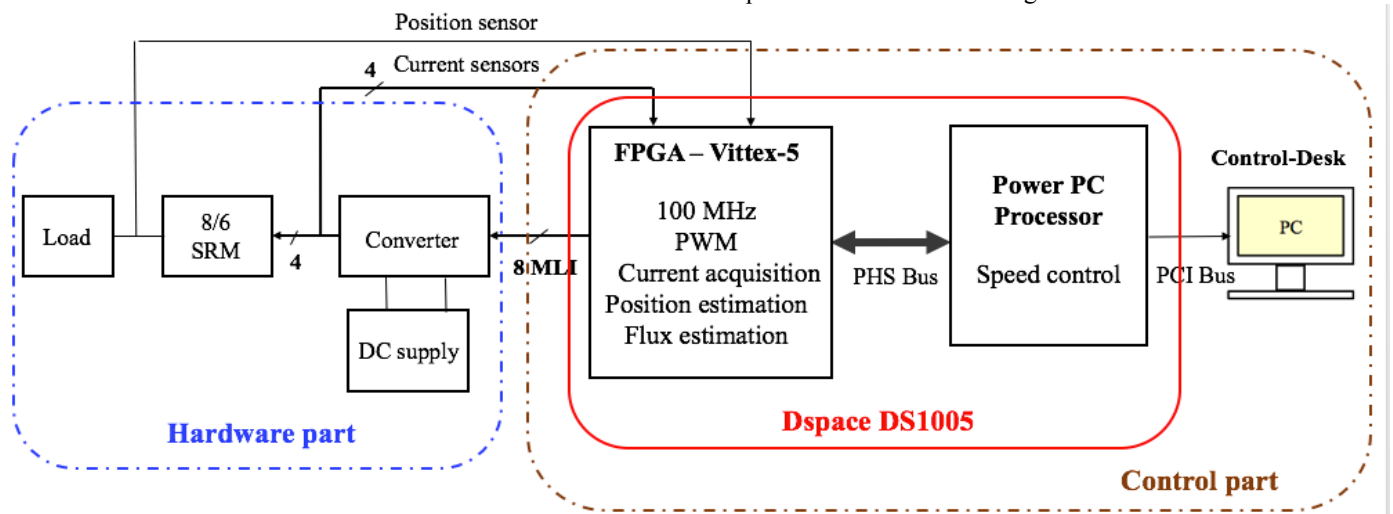 Position sensor
4
Current sensors
FPGA – Vittex-5
100 MHz
PWM
Current acquisition
Position estimation
Flux estimation
Power PC
Processor
Speed control
Control-Desk
PC
Load
8/6
SRM
4
Converter
8 MLI
PHS Bus
PCI Bus
DC supply
Dspace DS1005
Hardware part
Control part